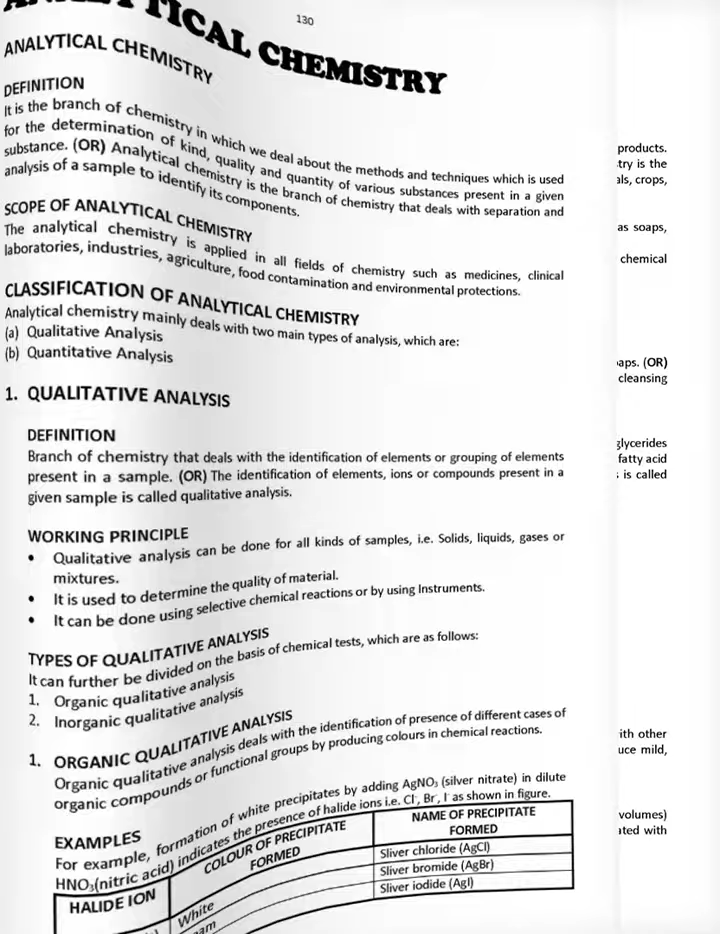 130
ANALYTICAL CHEMISTRY
ANALYTICAL CHEMISTRY
DEFINITION
It is the branch of chemistry in which we deal about the methods and techniques which is used
for the determination of kind, quality and quantity of various substances present in a given
substance. (OR) Analytical chemistry is the branch of chemistry that deals with separation and
analysis of a sample to identify its components.
SCOPE OF ANALYTICAL CHEMISTRY
The analytical chemistry is applied in all fields of chemistry such as medicines, clinical
laboratories, industries, agriculture, food contamination and environmental protections.
CLASSIFICATION OF ANALYTICAL CHEMISTRY
Analytical chemistry mainly deals with two main types of analysis, which are:
(a) Qualitative Analysis
(b) Quantitative Analysis
1. QUALITATIVE ANALYSIS
DEFINITION
Branch of chemistry that deals with the identification of elements or grouping of elements
present in a sample. (OR) The identification of elements, ions or compounds present in a
given sample is called qualitative analysis.
WORKING PRINCIPLE
• Qualitative analysis can be done for all kinds of samples, i.e. Solids, liquids, gases or
mixtures.
• It is used to determine the quality of material.
• It can be done using selective chemical reactions or by using Instruments.
TYPES OF QUALITATIVE ANALYSIS
It can further be divided on the basis of chemical tests, which are as follows:
1. Organic qualitative analysis
2. Inorganic qualitative analysis
1. ORGANIC QUALITATIVE ANALYSIS
Organic qualitative analysis deals with the identification of presence of different cases of
organic compounds or functional groups by producing colours in chemical reactions.
EXAMPLES
For example, formation of white precipitates by adding AgNO₃ (silver nitrate) in dilute
HNO₃(nitric acid) indicates the presence of halide ions i.e. Cl⁻, Br⁻, I⁻ as shown in figure.
HALIDE ION
COLOUR OF PRECIPITATE
FORMED
NAME OF PRECIPITATE
FORMED
White
Sliver chloride (AgCl)
Sliver bromide (AgBr)
Sliver iodide (AgI)
products.
try is the
als, crops,
as soaps,
chemical
aps. (OR)
cleansing
glycerides
fatty acid
is called
ith other
uce mild,
volumes)
ated with